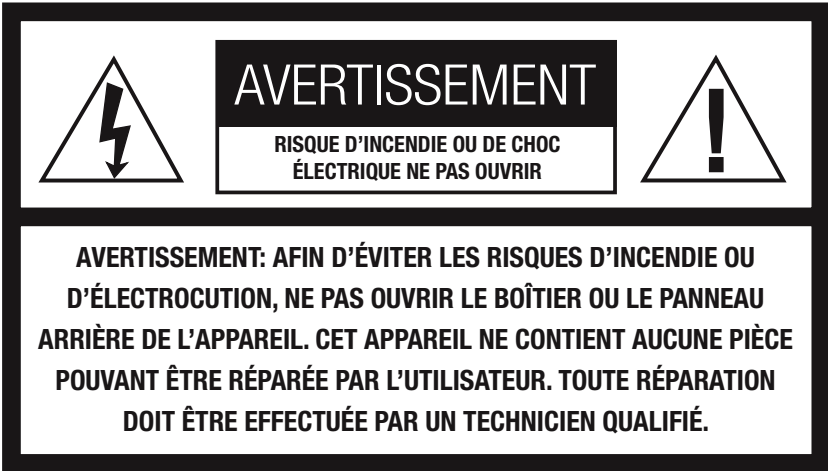 AVERTISSEMENT
RISQUE D’INCENDIE OU DE CHOC
ÉLECTRIQUE NE PAS OUVRIR
AVERTISSEMENT: AFIN D’ÉVITER LES RISQUES D’INCENDIE OU
D’ÉLECTROCUTION, NE PAS OUVRIR LE BOÎTIER OU LE PANNEAU
ARRIÈRE DE L’APPAREIL. CET APPAREIL NE CONTIENT AUCUNE PIÈCE
POUVANT ÊTRE RÉPARÉE PAR L’UTILISATEUR. TOUTE RÉPARATION
DOIT ÊTRE EFFECTUÉE PAR UN TECHNICIEN QUALIFIÉ.